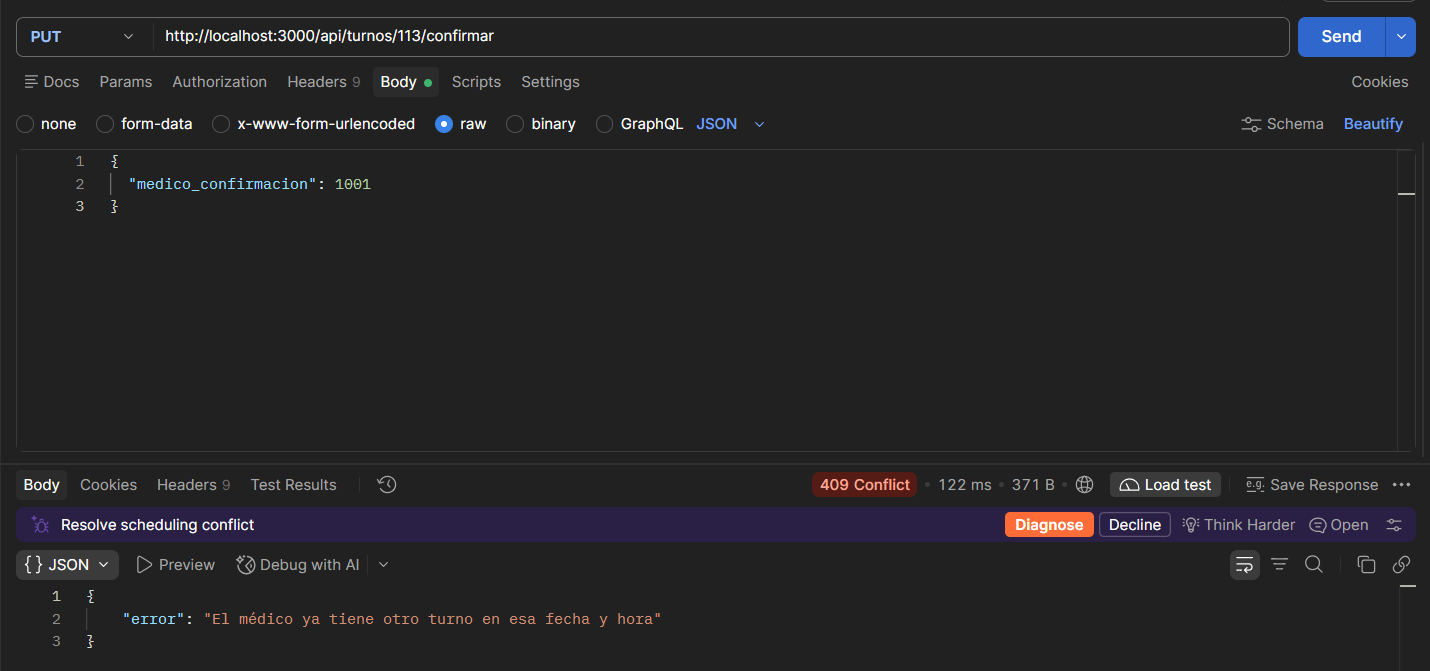 PUT http://localhost:3000/api/turnos/113/confirmar Send
Docs Params Authorization Headers 9 Body Scripts Settings Cookies
none form-data x-www-form-urlencoded raw binary GraphQL JSON Schema Beautify
1 {
2 "medico_confirmacion": 1001
3 }
Body Cookies Headers 9 Test Results 409 Conflict • 122 ms • 371 B • Load test e.g. Save Response
Resolve scheduling conflict Diagnose Decline Think Harder Open
{} JSON Preview Debug with AI
1 {
2 "error": "El médico ya tiene otro turno en esa fecha y hora"
3 }